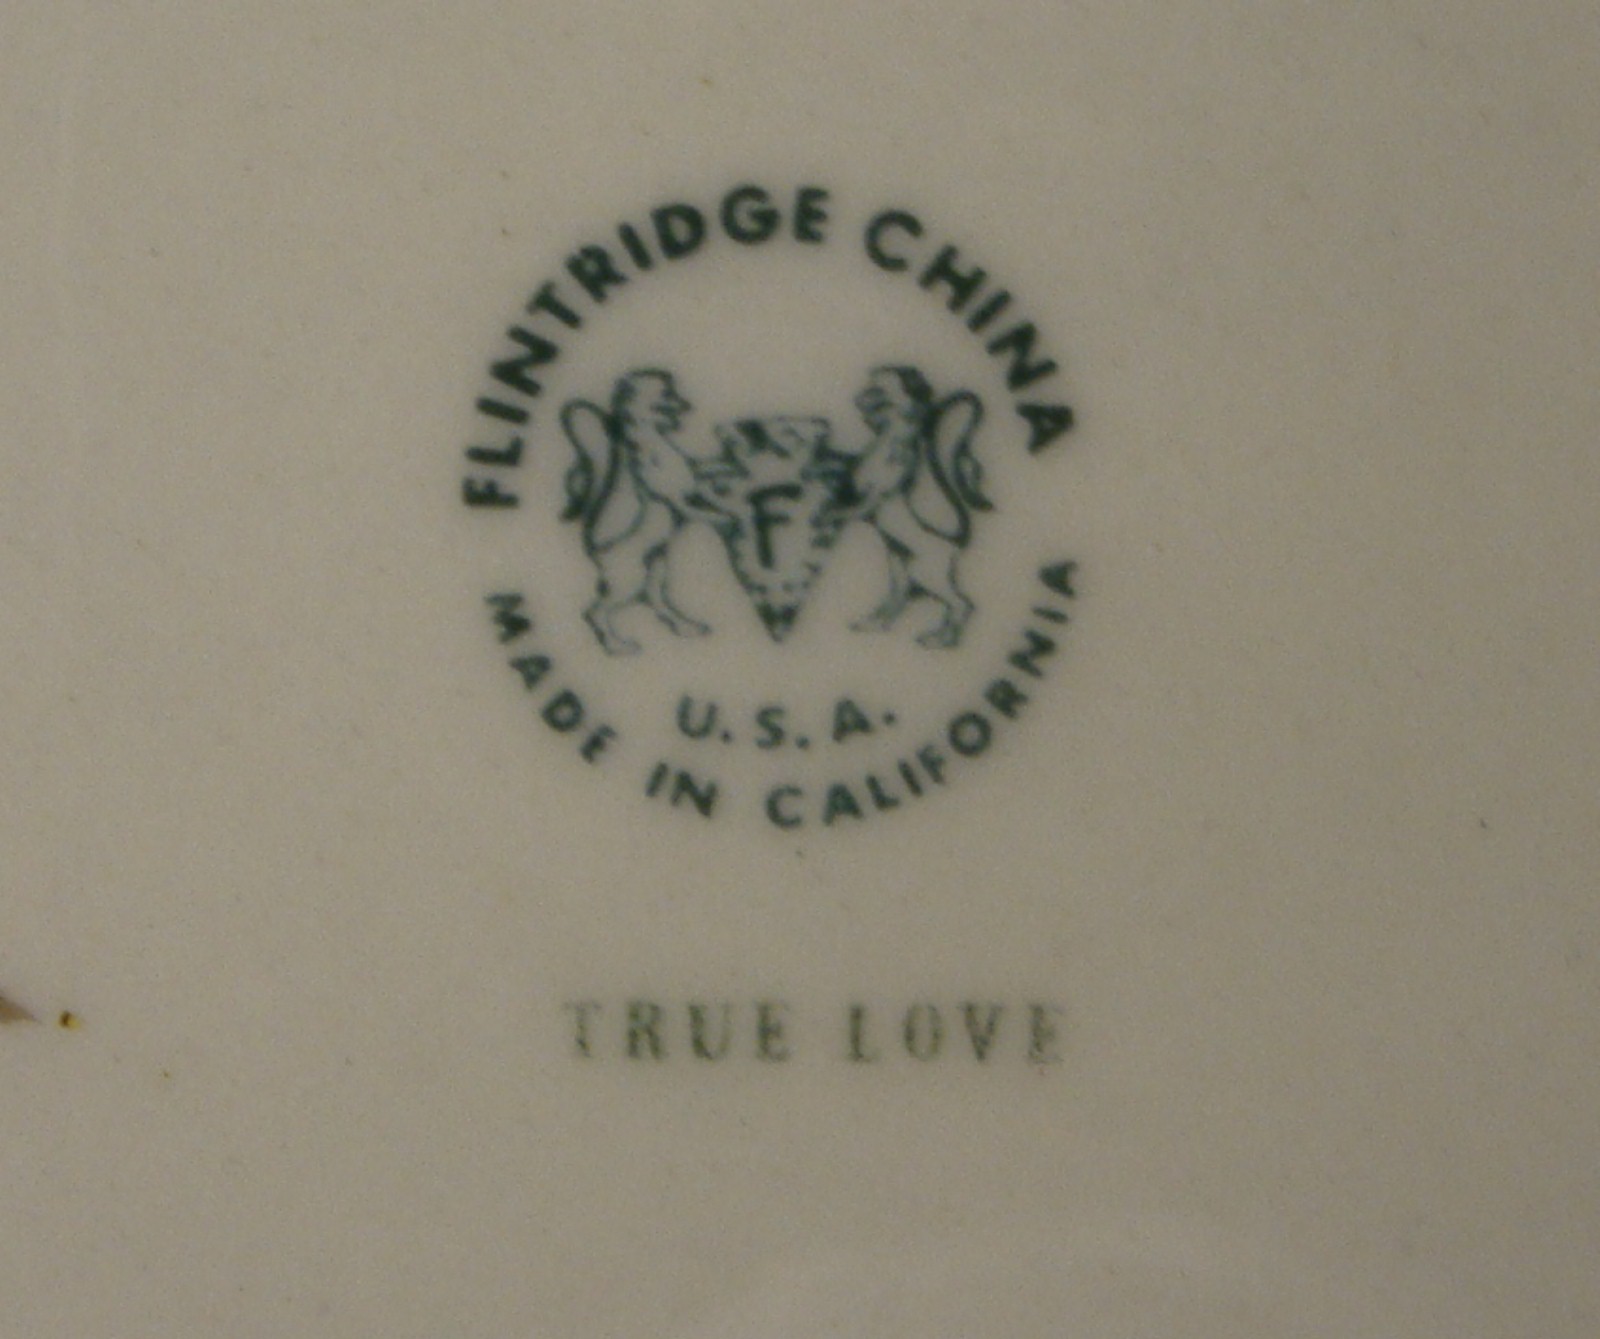 FLINTRIDGE CHINA
F
U.S.A.
MADE IN CALIFORNIA
TRUE LOVE